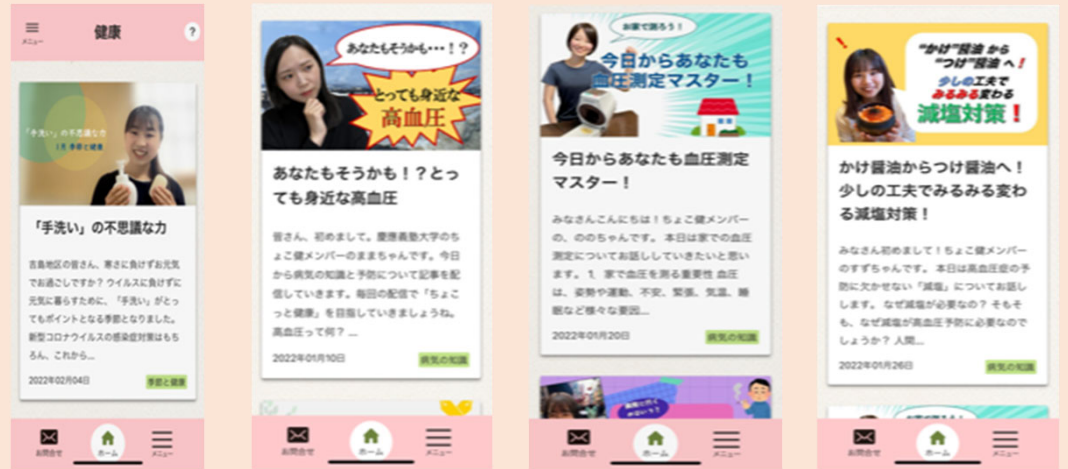 メニュー
健康
?
「手洗い」の不思議な力
1月 季節と健康
「手洗い」の不思議な力
吉島地区の皆さん、寒さに負けずお元気
でお過ごしですか？ ウイルスに負けずに
元気に暮らすために、「手洗い」がとっ
てもポイントとなる季節となりました。
新型コロナウイルスの感染症対策はもち
ろん、これから...
2022年02月04日
季節と健康
お問合せ
ホーム
メニュー
あなたもそうかも･･･！？
とっても身近な
高血圧
あなたもそうかも！？とっ
ても身近な高血圧
皆さん、初めまして。慶應義塾大学のち
ょこ健メンバーのままちゃんです。今日
から病気の知識と予防について記事を配
信していきます。毎回の配信で「ちょこ
っと健康」を目指していきましょうね。
高血圧って何？ ...
2022年01月10日
病気の知識
お問合せ
ホーム
メニュー
お家で測ろう！
今日からあなたも
血圧測定マスター！
今日からあなたも血圧測定
マスター！
みなさんこんにちは！ちょこ健メンバー
の、ののちゃんです。 本日は家での血圧
測定についてお話ししていきたいと思い
ます。 1．家で血圧を測る重要性 血圧
は、姿勢や運動、不安、緊張、気温、睡
眠など様々な要因...
2022年01月20日
病気の知識
お問合せ
ホーム
メニュー
"かけ"醤油 から
"つけ"醤油 へ！
少しの工夫で
みるみる変わる
減塩対策！
かけ醤油からつけ醤油へ！
少しの工夫でみるみる変わ
る減塩対策！
みなさん初めまして！ちょこ健メンバー
のすずちゃんです。 本日は高血圧症の予
防に欠かせない「減塩」についてお話し
します。 なぜ減塩が必要なの？ そもそ
も、なぜ減塩が高血圧予防に必要なので
しょうか？ 人間...
2022年01月26日
病気の知識
お問合せ
ホーム
メニュー